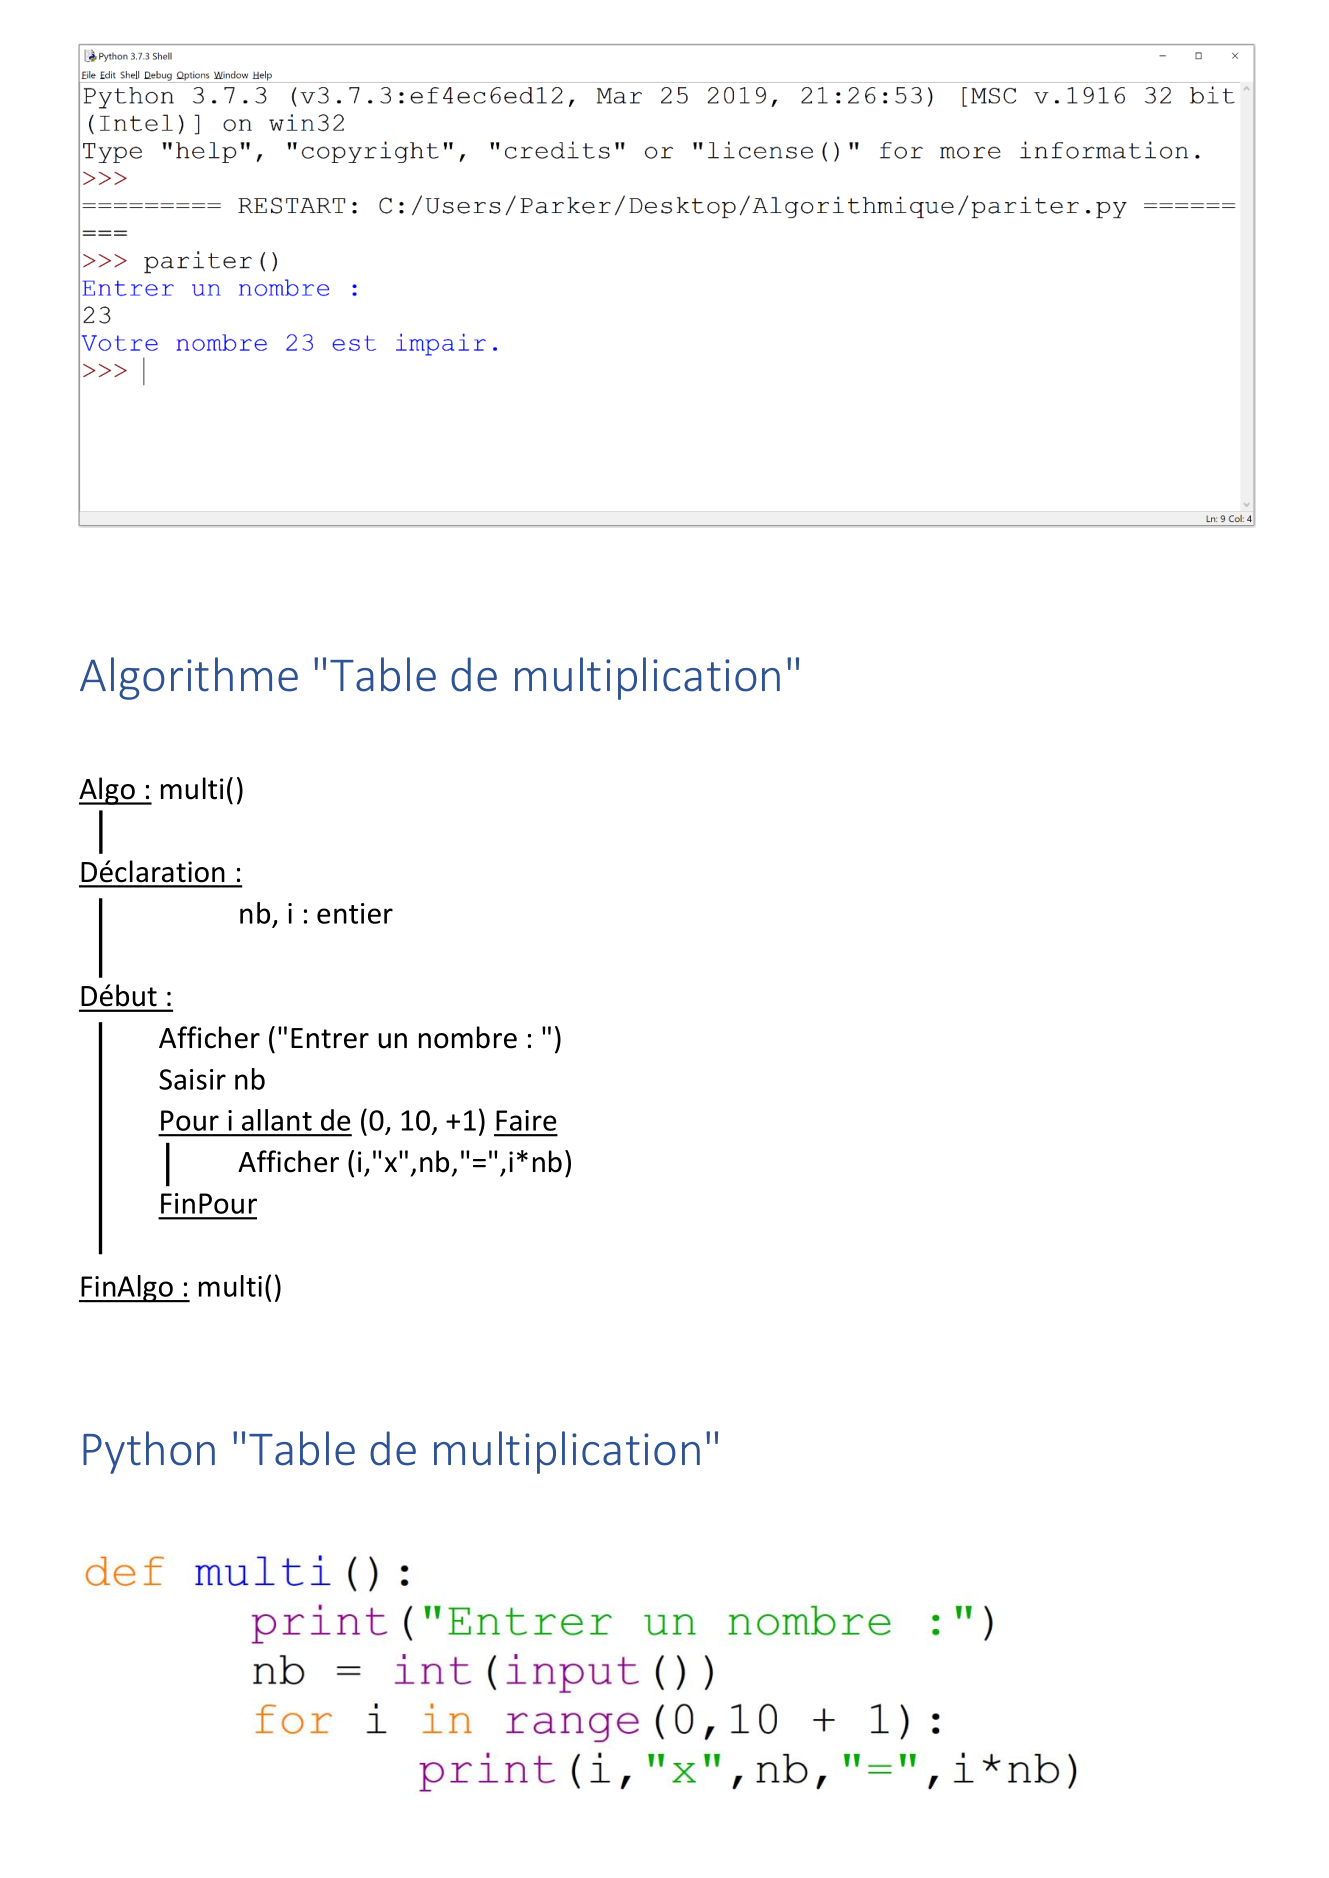 Python 3.7.3 Shell
File Edit Shell Debug Options Window Help
Python 3.7.3 (v3.7.3:ef4ec6ed12, Mar 25 2019, 21:26:53) [MSC v.1916 32 bit
(Intel)] on win32
Type "help", "copyright", "credits" or "license()" for more information.
>>>
========= RESTART: C:/Users/Parker/Desktop/Algorithmique/pariter.py ======
===
>>> pariter()
Entrer un nombre :
23
Votre nombre 23 est impair.
>>>
Ln: 9 Col: 4
Algorithme "Table de multiplication"
Algo : multi()
Déclaration :
nb, i : entier
Début :
Afficher ("Entrer un nombre : ")
Saisir nb
Pour i allant de (0, 10, +1) Faire
Afficher (i,"x",nb,"=",i*nb)
FinPour
FinAlgo : multi()
Python "Table de multiplication"
def multi():
print("Entrer un nombre :")
nb = int(input())
for i in range(0,10 + 1):
print(i,"x",nb,"=",i*nb)